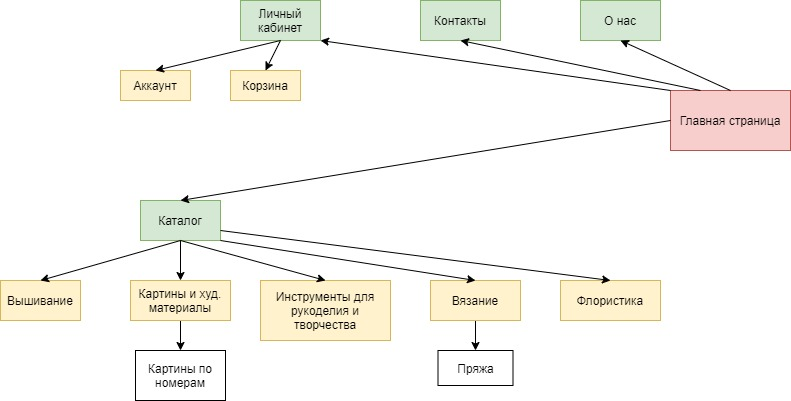 Личный
кабинет
Контакты
О нас
Аккаунт
Корзина
Главная страница
Каталог
Вышивание
Картины и худ.
материалы
Инструменты для
рукоделия и
творчества
Вязание
Флористика
Картины по
номерам
Пряжа